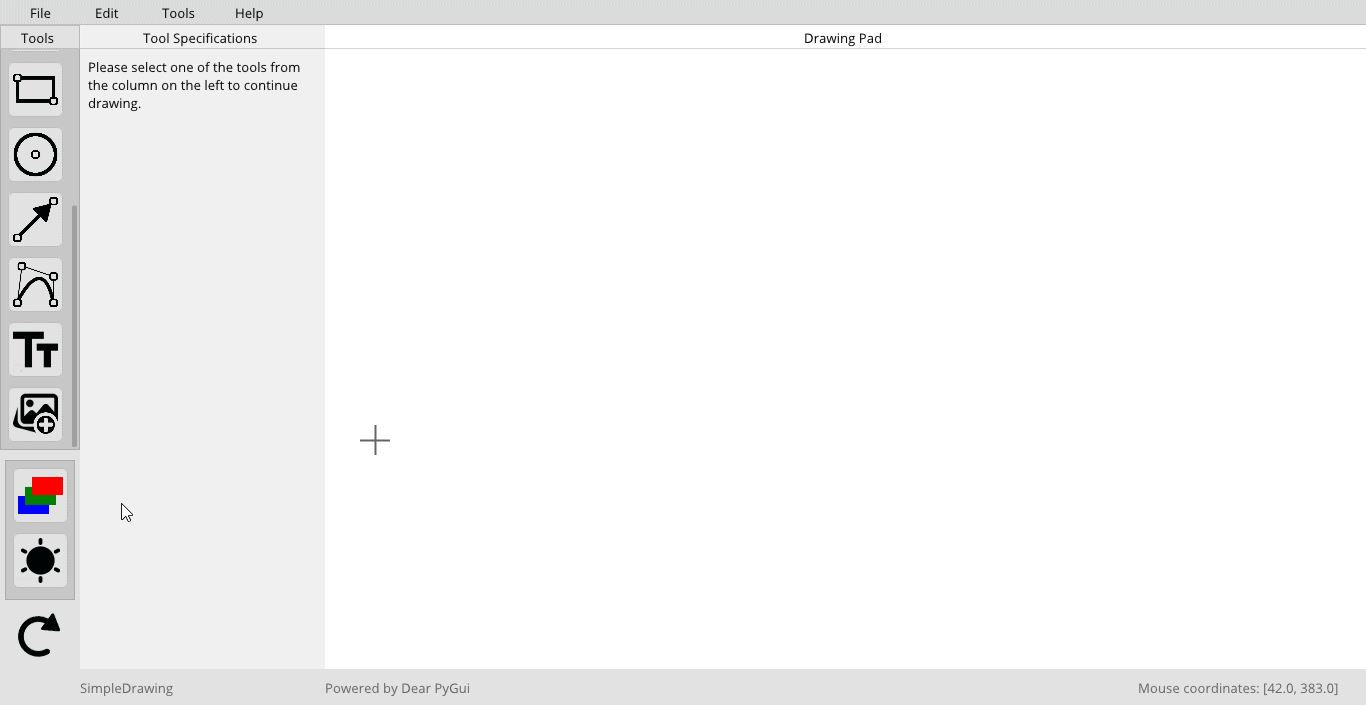 File Edit Tools Help
Tools Tool Specifications Drawing Pad
Please select one of the tools from
the column on the left to continue
drawing.
TT
SimpleDrawing Powered by Dear PyGui Mouse coordinates: [42.0, 383.0]